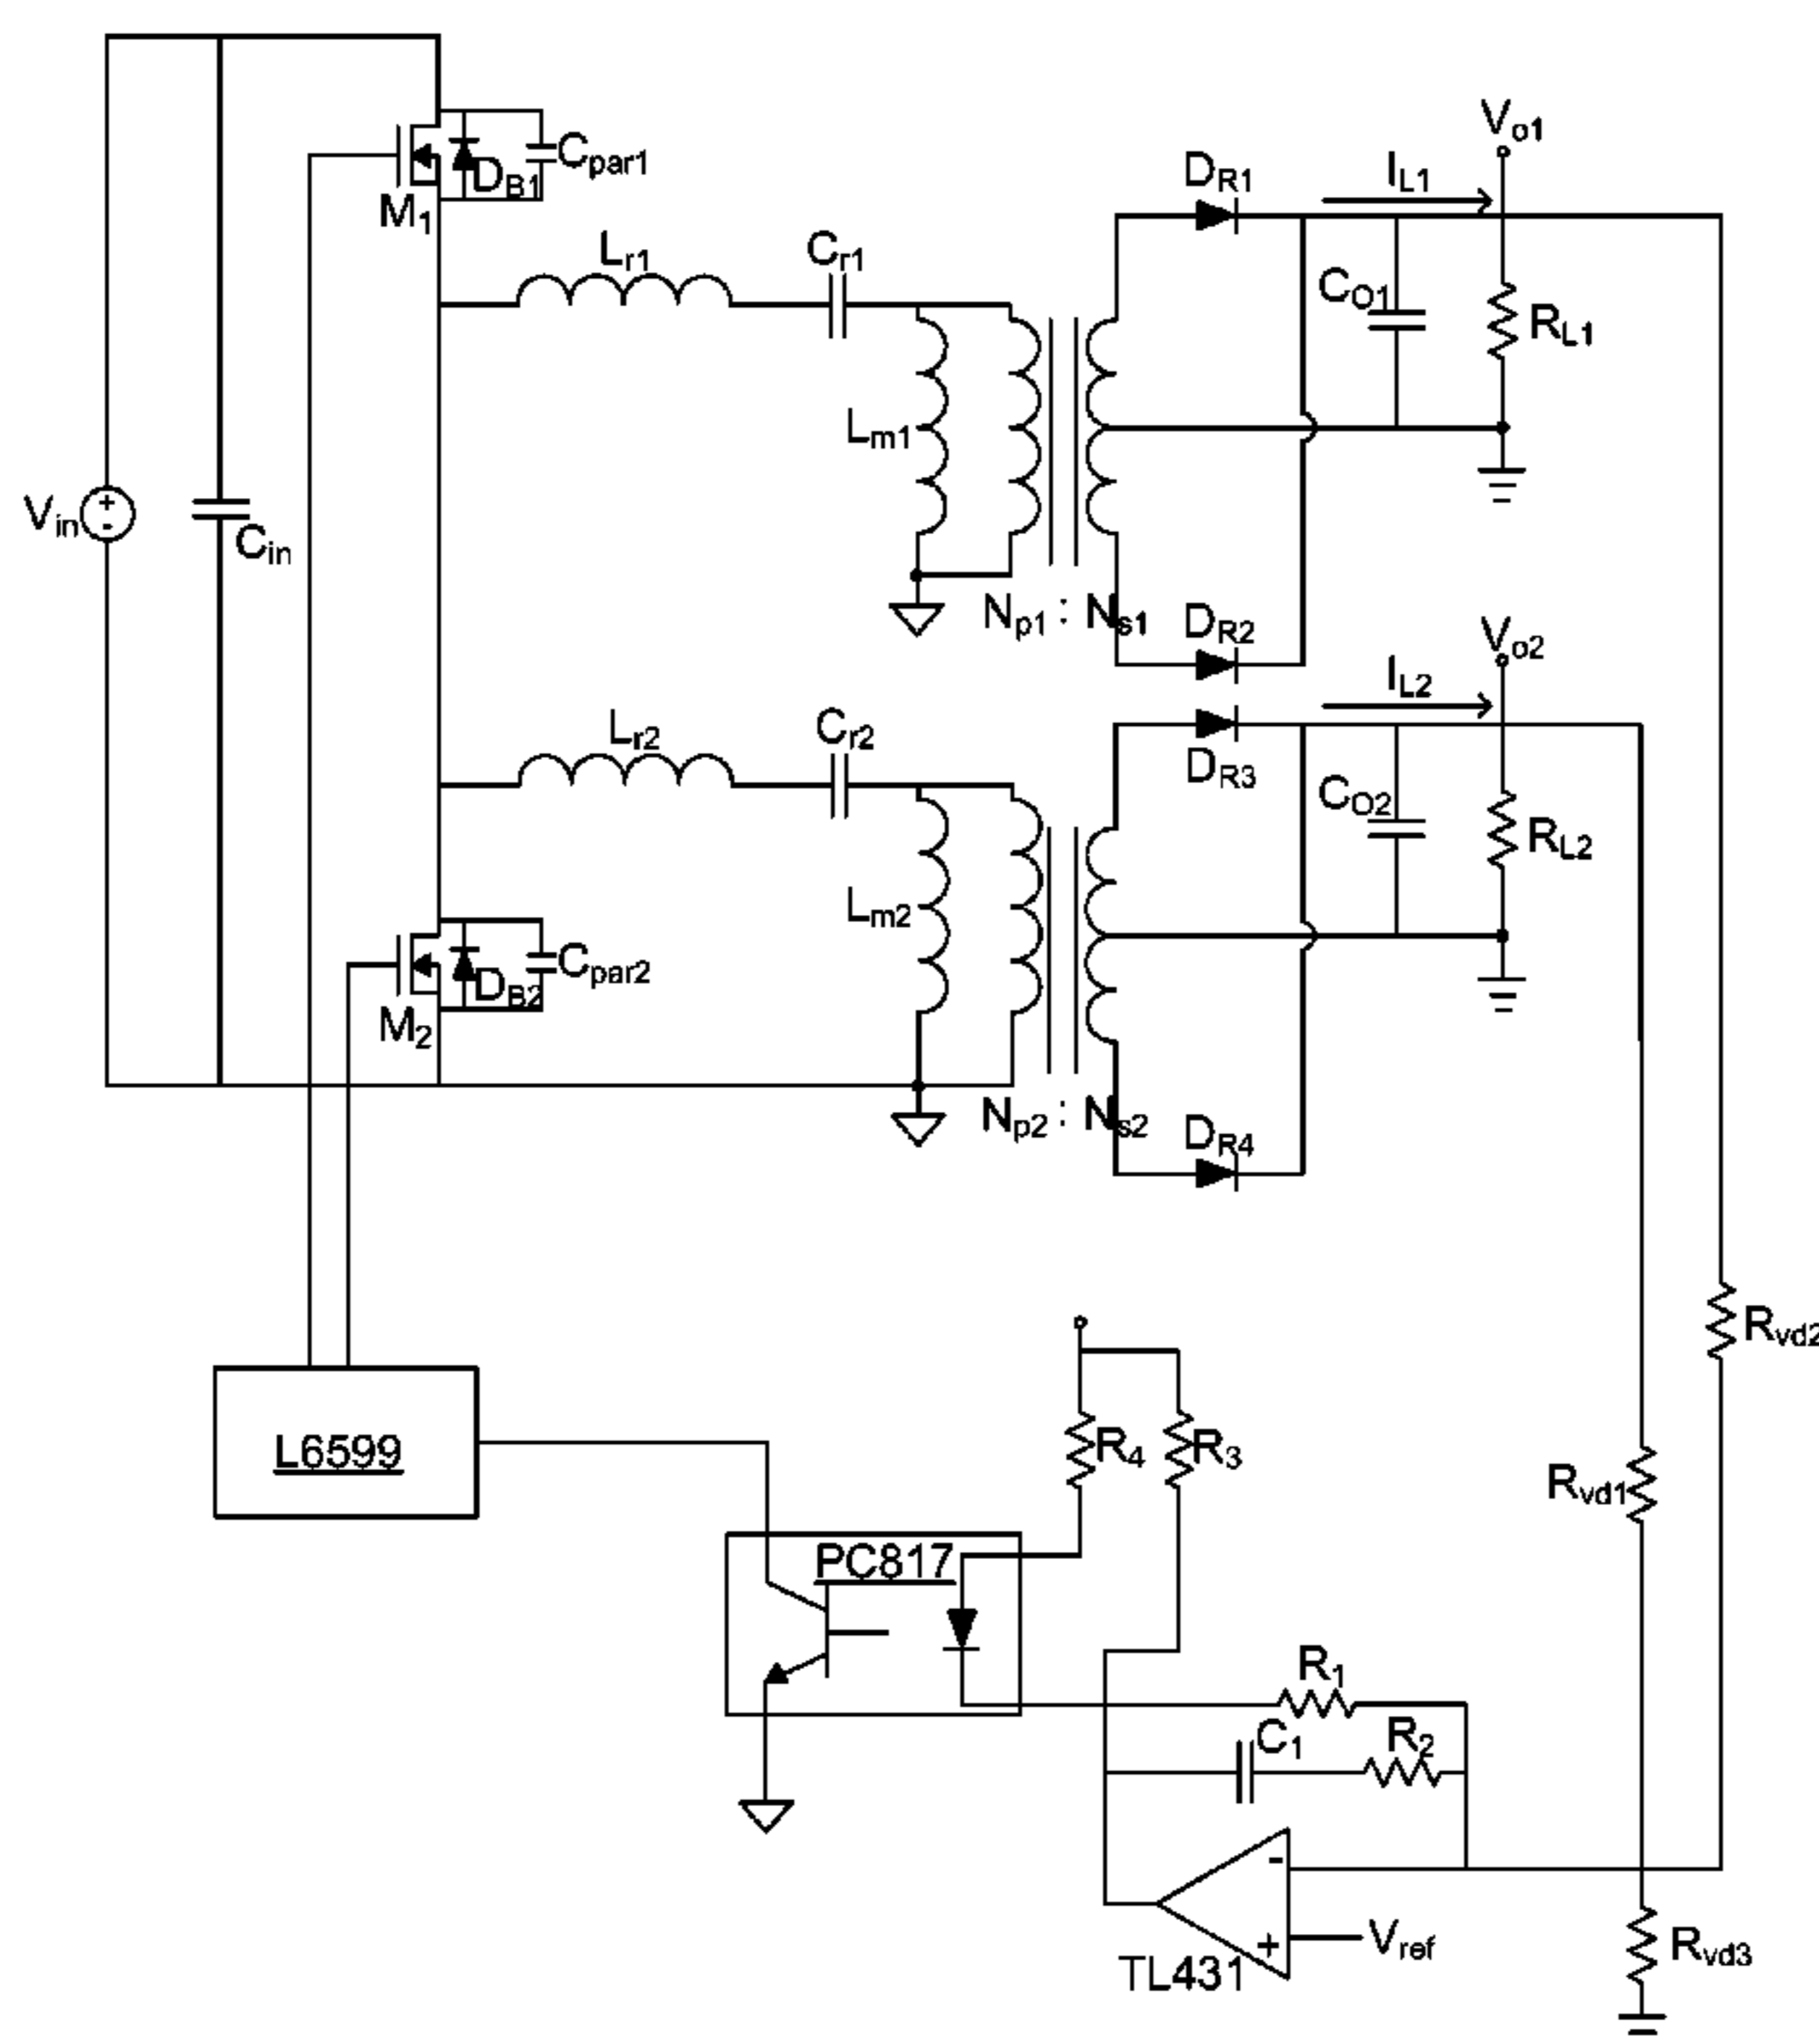 Vo1
DR1
IL1
Cpar1
DB1
M1
Lr1
Cr1
CO1
RL1
Lm1
Vin
+
-
Cin
Np1 : Ns1
DR2
Vo2
IL2
Lr2
Cr2
DR3
CO2
RL2
Lm2
Cpar2
DB2
M2
Np2 : Ns2
DR4
Rvd2
L6599
R4
R3
Rvd1
PC817
R1
C1
R2
-
+
Vref
TL431
Rvd3